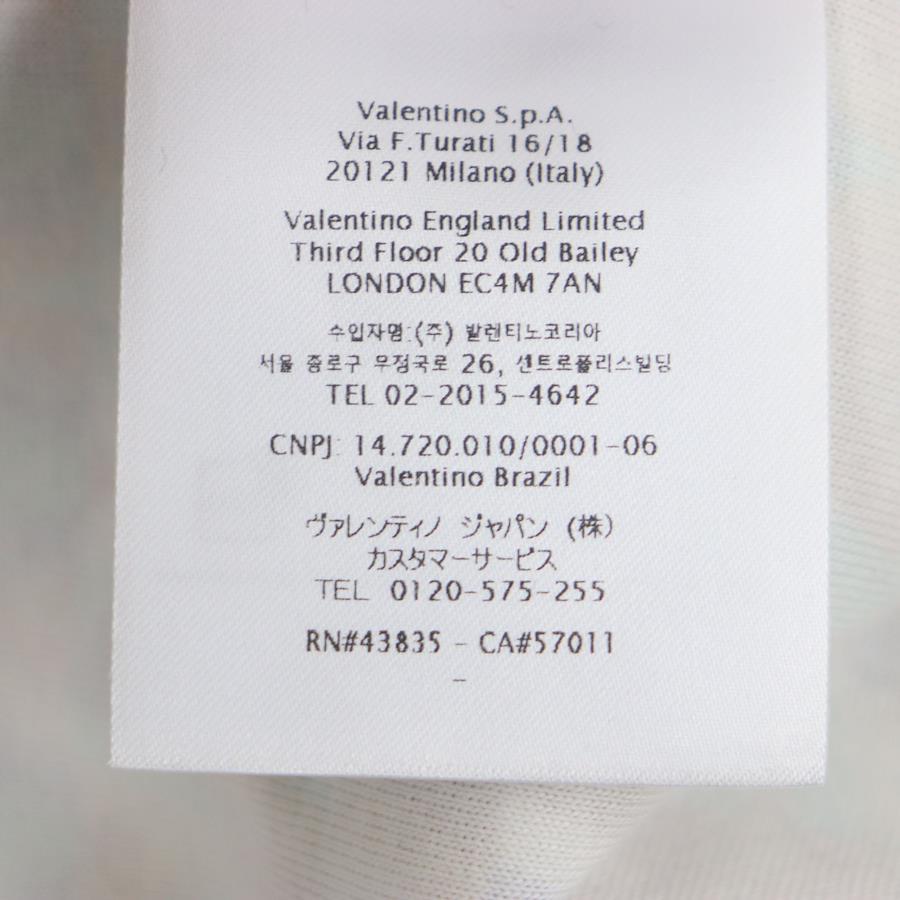 Valentino S.p.A.
Via F.Turati 16/18
20121 Milano (Italy)
Valentino England Limited
Third Floor 20 Old Bailey
LONDON EC4M 7AN
수입자명:(주) 발렌티노코리아
서울 종로구 우정국로 26, 센트로폴리스빌딩
TEL 02-2015-4642
CNPJ: 14.720.010/0001-06
Valentino Brazil
ヴァレンティノ ジャパン (株)
カスタマーサービス
TEL 0120-575-255
RN#43835 - CA#57011
-